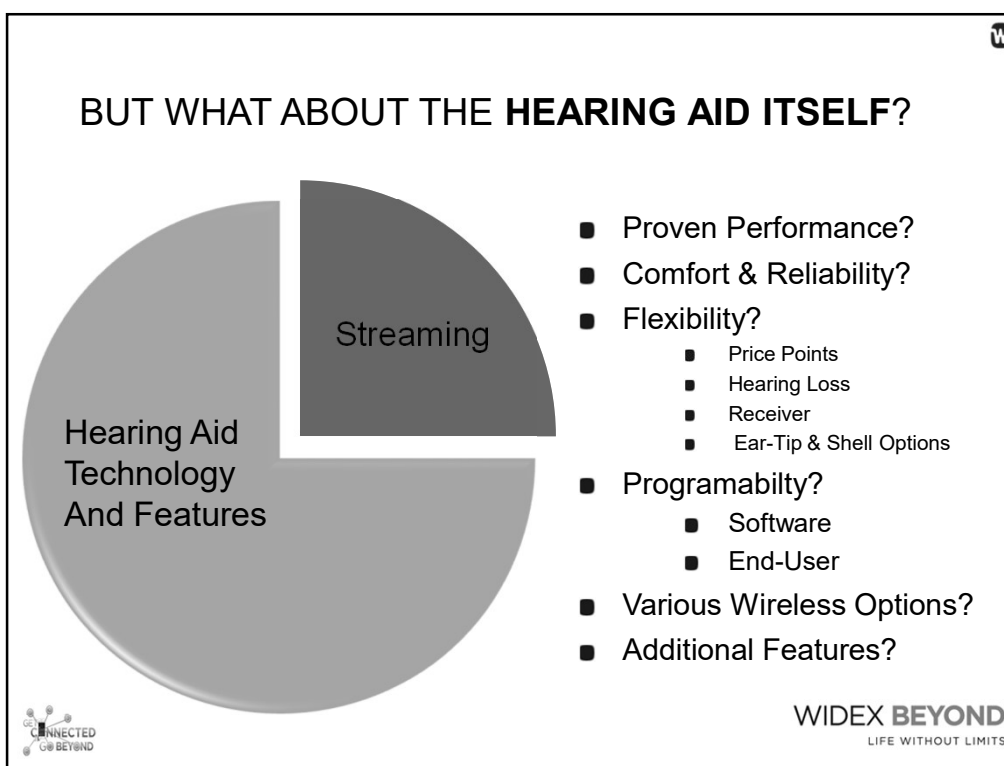 W
BUT WHAT ABOUT THE HEARING AID ITSELF?
Streaming
Hearing Aid
Technology
And Features
Proven Performance?
Comfort & Reliability?
Flexibility?
Price Points
Hearing Loss
Receiver
Ear-Tip & Shell Options
Programabilty?
Software
End-User
Various Wireless Options?
Additional Features?
GET
CONNECTED
GO BEYOND
WIDEX BEYOND
LIFE WITHOUT LIMITS